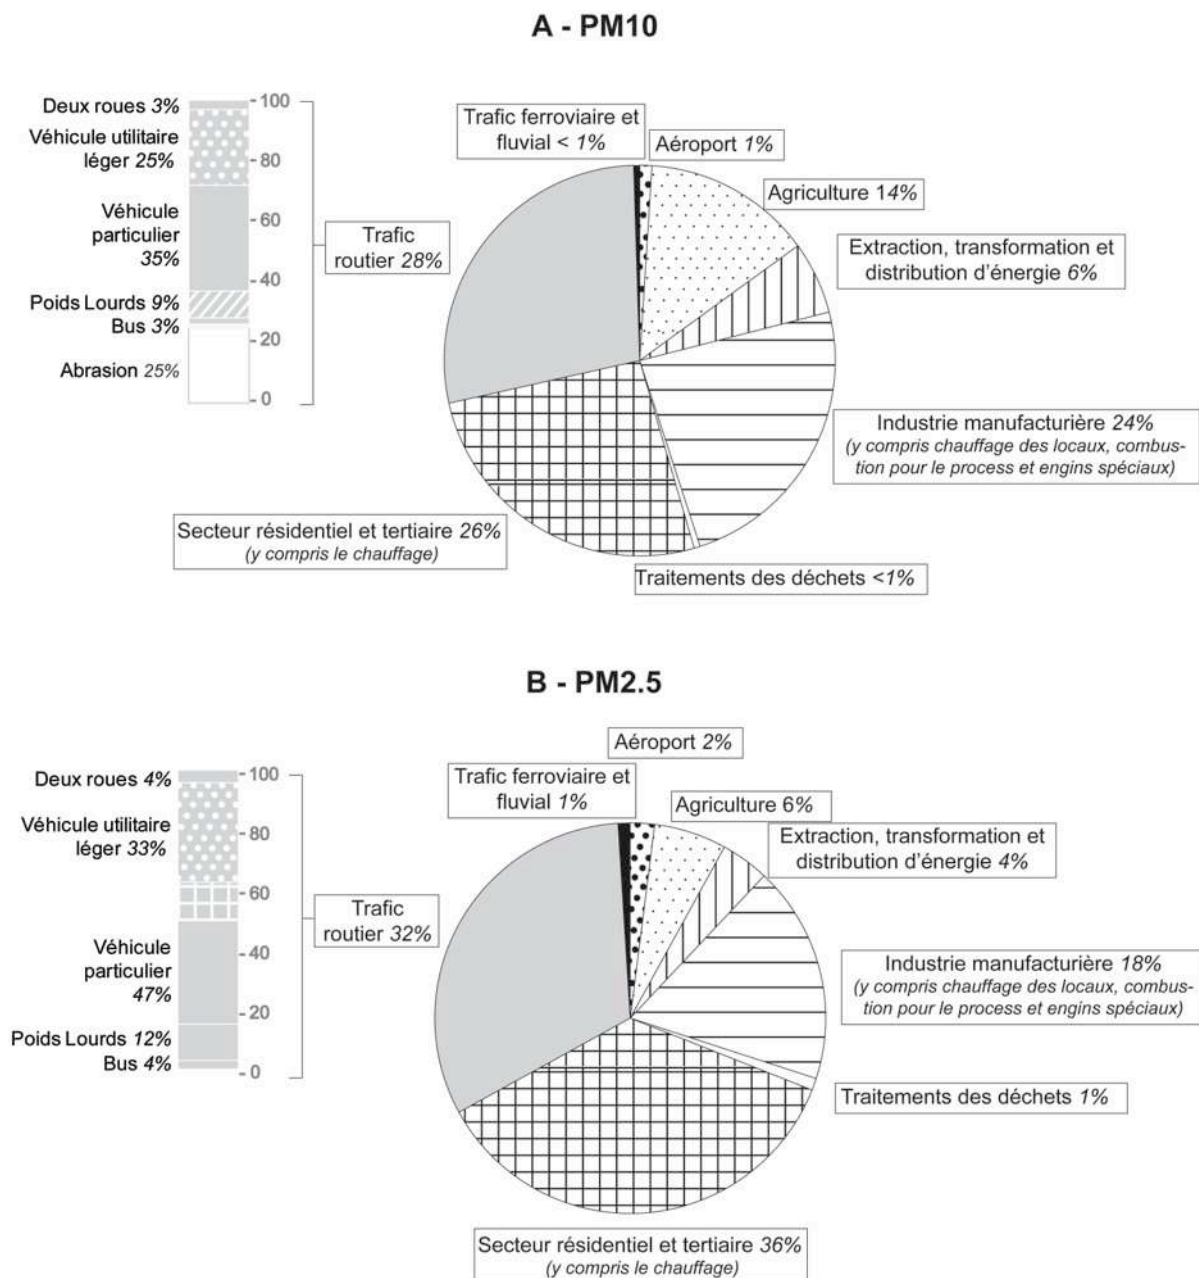 A - PM10
Deux roues 3%
Véhicule utilitaire
léger 25%
Véhicule
particulier
35%
Poids Lourds 9%
Bus 3%
Abrasion 25%
100
80
60
40
20
0
Trafic
routier 28%
Trafic ferroviaire et
fluvial < 1%
Aéroport 1%
Agriculture 14%
Extraction, transformation et
distribution d'énergie 6%
Industrie manufacturière 24%
(y compris chauffage des locaux, combus-
tion pour le process et engins spéciaux)
Secteur résidentiel et tertiaire 26%
(y compris le chauffage)
Traitements des déchets <1%
B - PM2.5
Deux roues 4%
Véhicule utilitaire
léger 33%
Véhicule
particulier
47%
Poids Lourds 12%
Bus 4%
100
80
60
40
20
0
Trafic
routier 32%
Aéroport 2%
Trafic ferroviaire et
fluvial 1%
Agriculture 6%
Extraction, transformation et
distribution d'énergie 4%
Industrie manufacturière 18%
(y compris chauffage des locaux, combus-
tion pour le process et engins spéciaux)
Traitements des déchets 1%
Secteur résidentiel et tertiaire 36%
(y compris le chauffage)